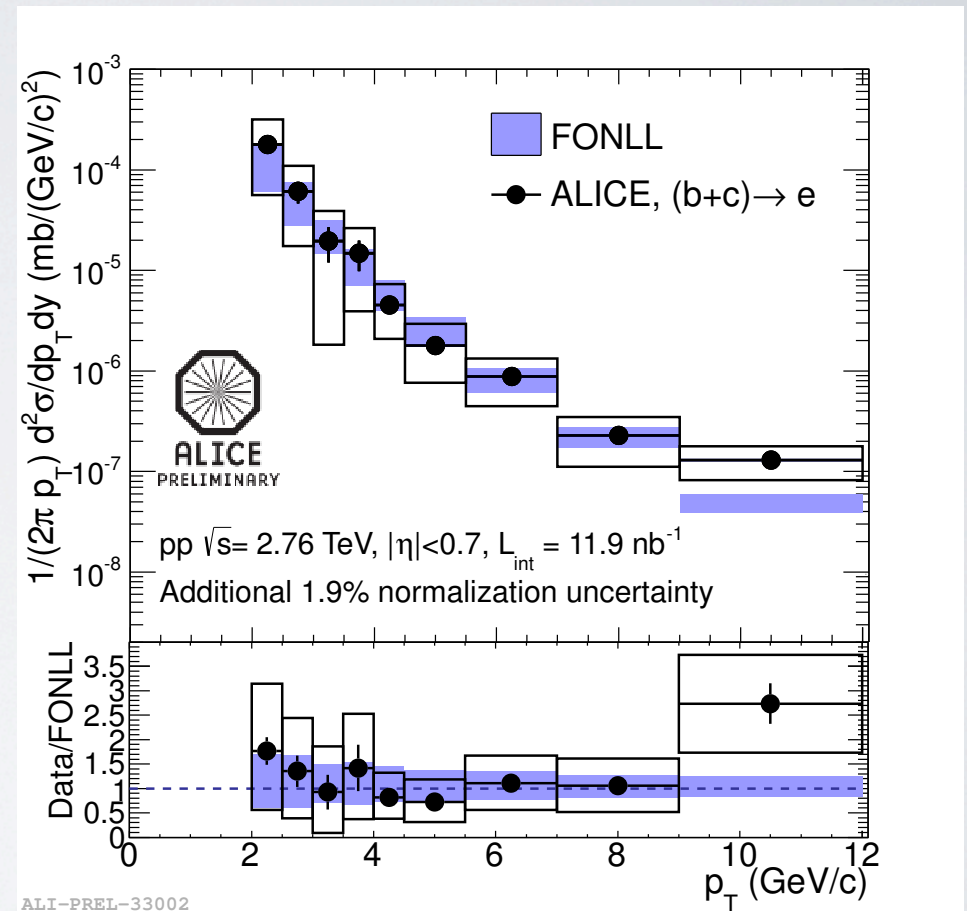 1/(2π p_T) d²σ/dp_T dy (mb/(GeV/c)²)
10⁻³
10⁻⁴
10⁻⁵
10⁻⁶
10⁻⁷
10⁻⁸
FONLL
ALICE, (b+c)→ e
ALICE
PRELIMINARY
pp √s= 2.76 TeV, |η|<0.7, L_int = 11.9 nb⁻¹
Additional 1.9% normalization uncertainty
Data/FONLL
3.5
3
2.5
2
1.5
1
0.5
0
0 2 4 6 8 10 12
p_T (GeV/c)
ALI-PREL-33002